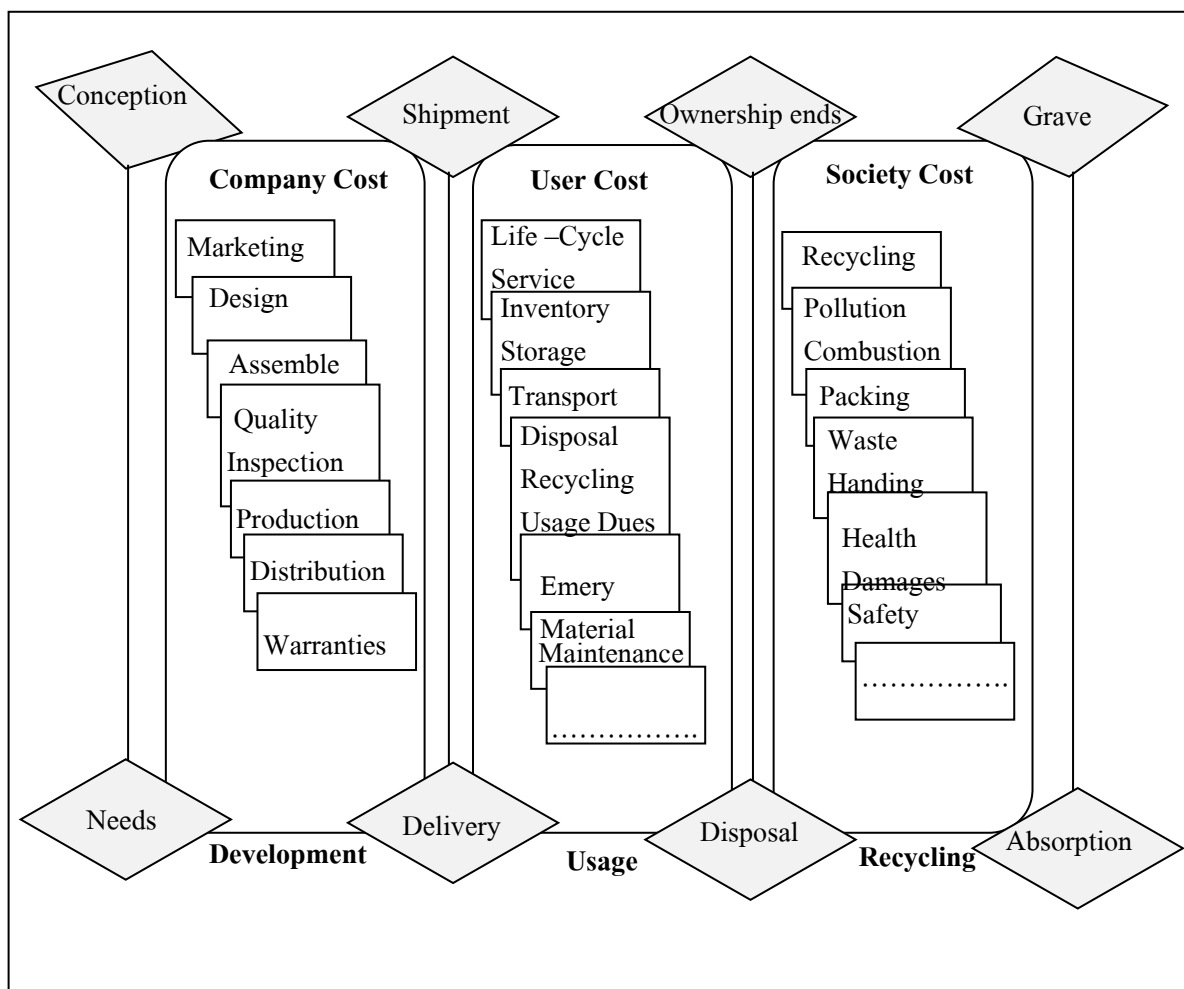 Conception
Shipment
Ownership ends
Grave
Company Cost
Marketing
Design
Assemble
Quality
Inspection
Production
Distribution
Warranties
User Cost
Life –Cycle
Service
Inventory
Storage
Transport
Disposal
Recycling
Usage Dues
Emery
Material
Maintenance
…………….
Society Cost
Recycling
Pollution
Combustion
Packing
Waste
Handing
Health
Damages
Safety
…………….
Needs
Delivery
Disposal
Absorption
Development
Usage
Recycling